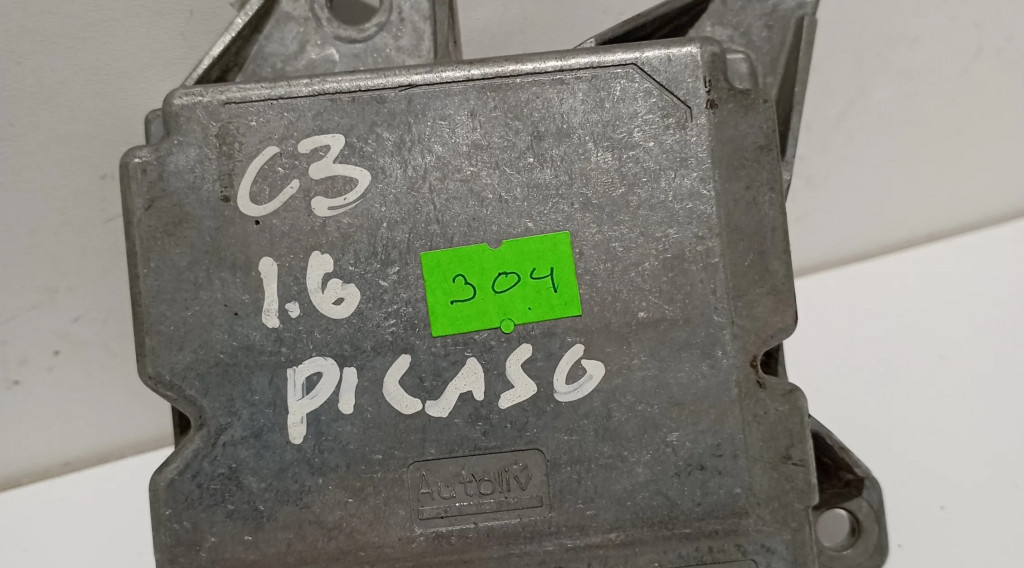 C3
1.6
304
PICASO
Autoliv